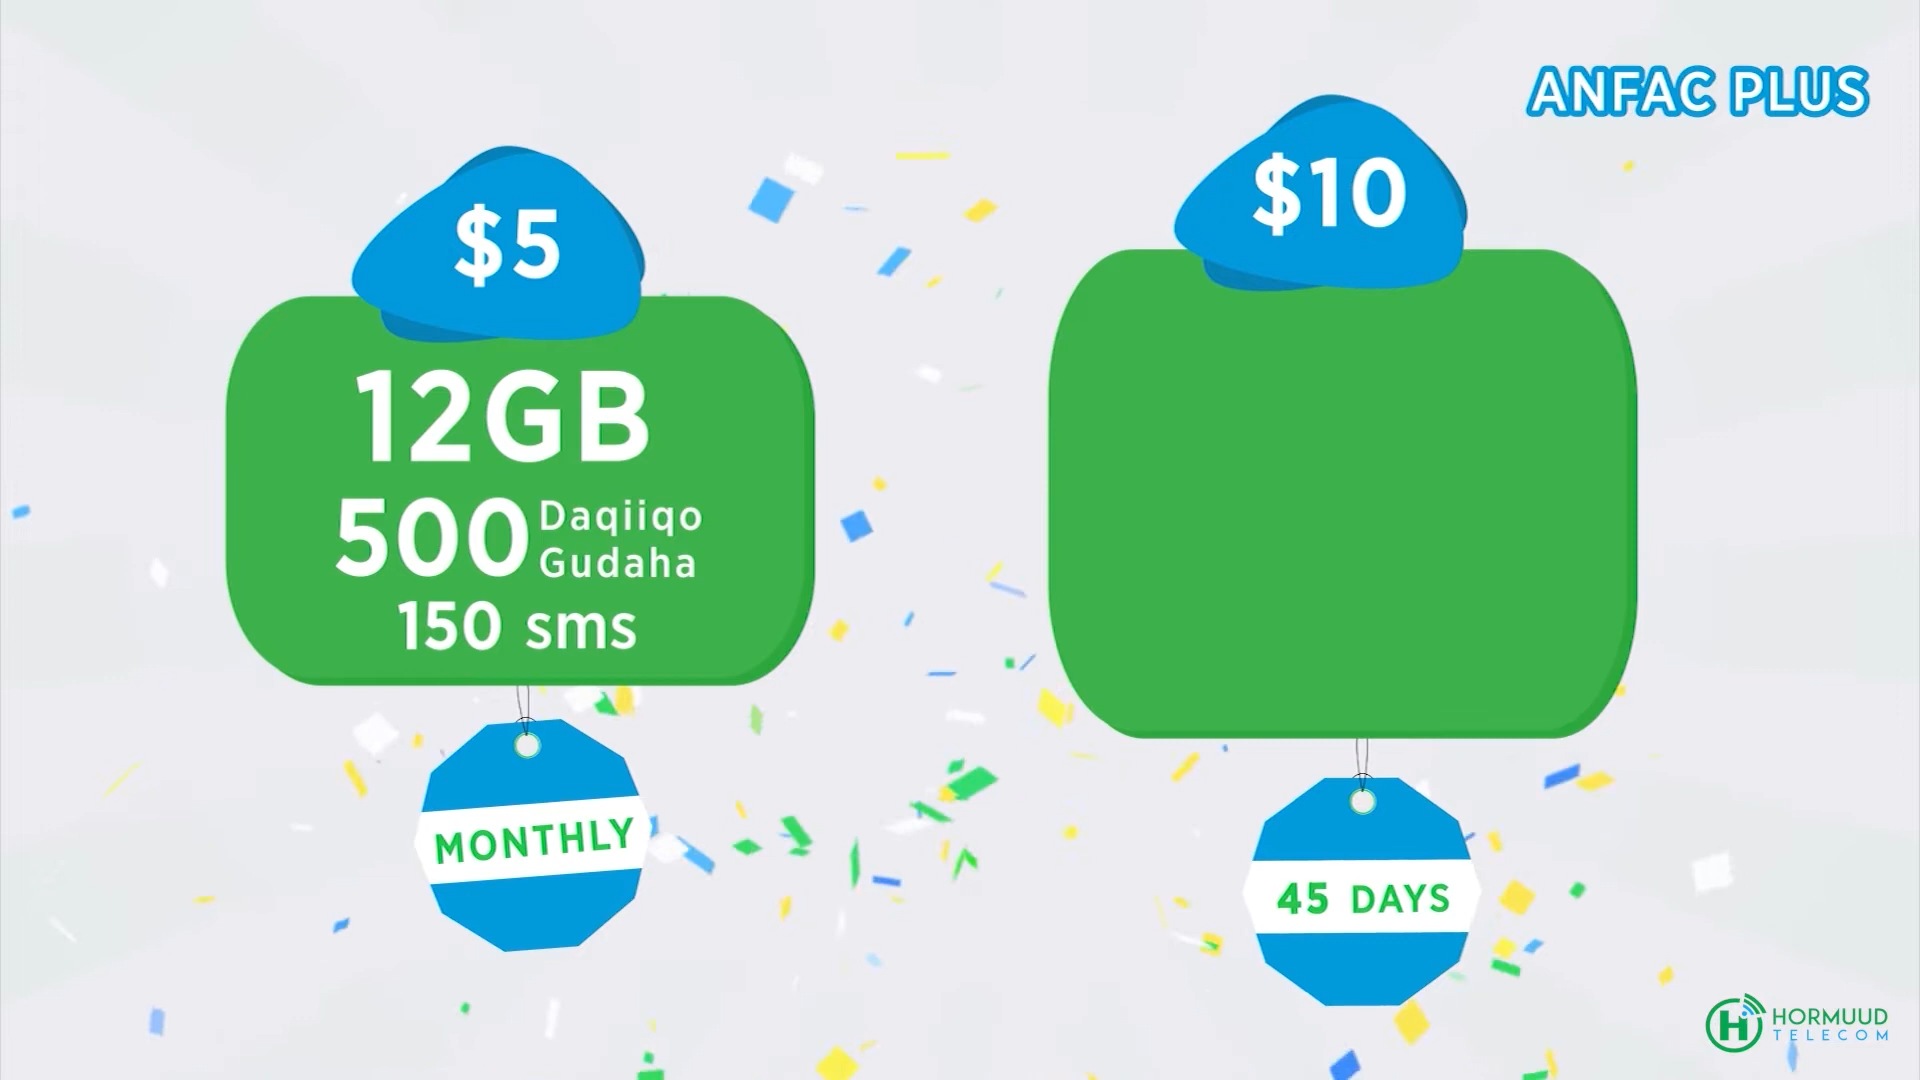 ANFAC PLUS
$5
12GB
500 Daqiiqo
Gudaha
150 sms
MONTHLY
$10
45 DAYS
HORMUUD
TELECOM